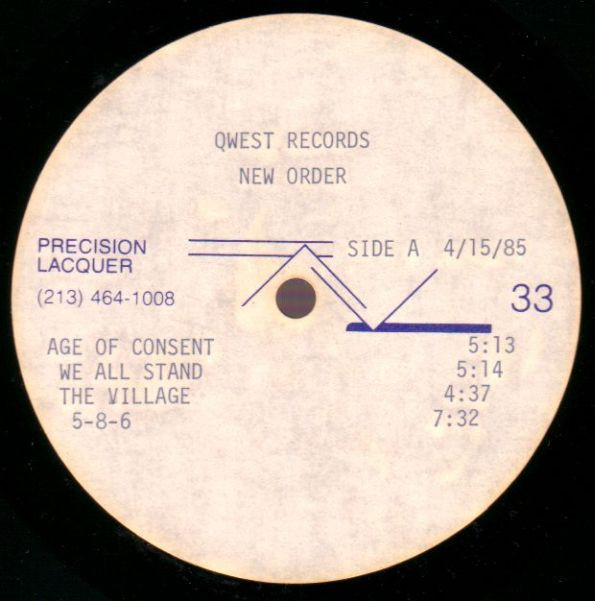 QWEST RECORDS
NEW ORDER
PRECISION
LACQUER
SIDE A 4/15/85
(213) 464-1008
33
AGE OF CONSENT 5:13
WE ALL STAND 5:14
THE VILLAGE 4:37
5-8-6 7:32